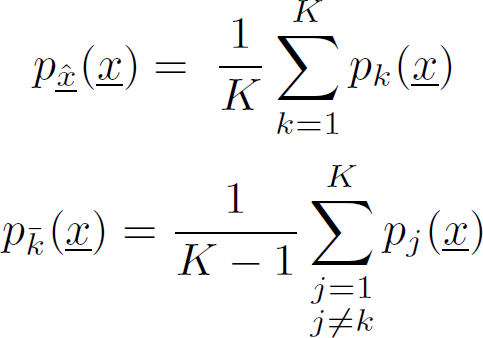 p_{\underline{\hat{x}}}(\underline{x}) = \frac{1}{K} \sum_{k=1}^{K} p_k(\underline{x})
p_{\bar{k}}(\underline{x}) = \frac{1}{K-1} \sum_{\substack{j=1 \\ j \neq k}}^{K} p_j(\underline{x})